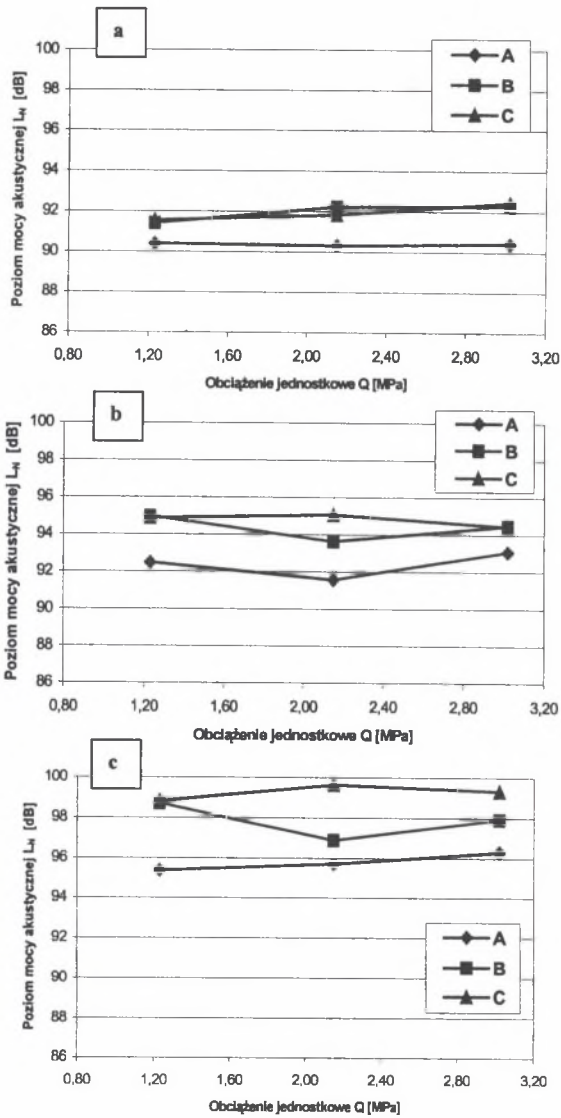 a
Poziom mocy akustycznej L_N [dB]
100
98
96
94
92
90
88
86
0,80 1,20 1,60 2,00 2,40 2,80 3,20
Obciążenie jednostkowe Q [MPa]
A
B
C
b
Poziom mocy akustycznej L_N [dB]
100
98
96
94
92
90
88
86
0,80 1,20 1,60 2,00 2,40 2,80 3,20
Obciążenie jednostkowe Q [MPa]
A
B
C
c
Poziom mocy akustycznej L_N [dB]
100
98
96
94
92
90
88
86
0,80 1,20 1,60 2,00 2,40 2,80 3,20
Obciążenie jednostkowe Q [MPa]
A
B
C